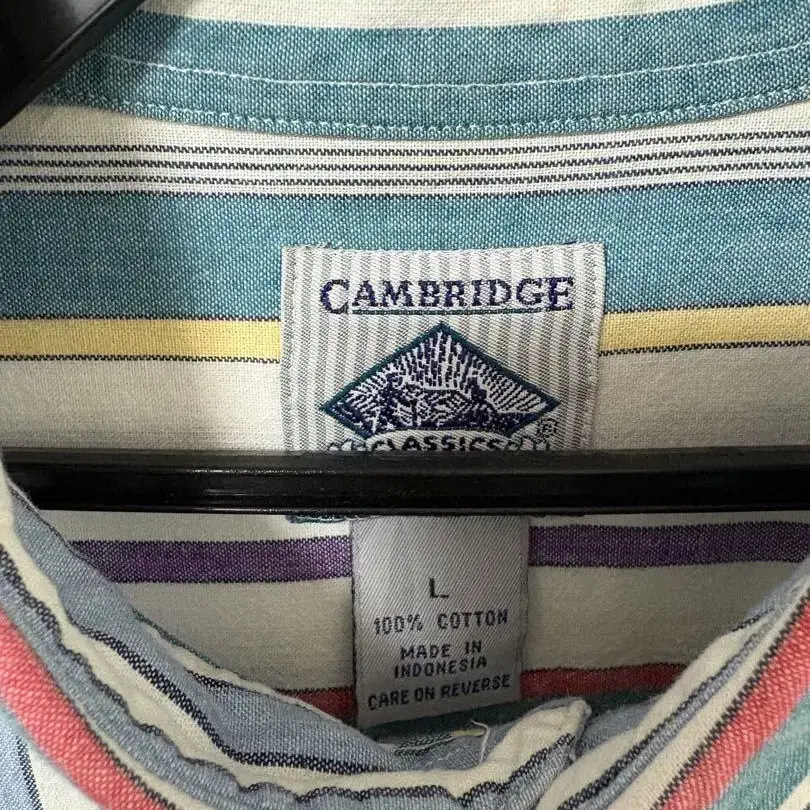 CAMBRIDGE
®
CLASSICS
L
100% COTTON
MADE IN
INDONESIA
CARE ON REVERSE